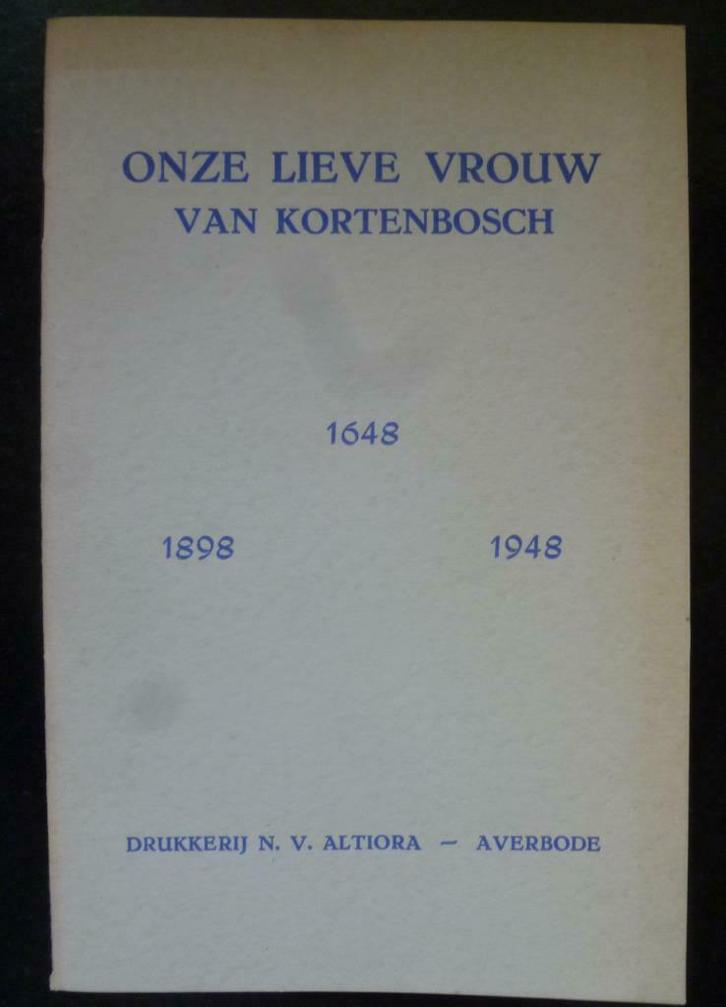 ONZE LIEVE VROUW
VAN KORTENBOSCH
1648
1898 1948
DRUKKERIJ N. V. ALTIORA — AVERBODE